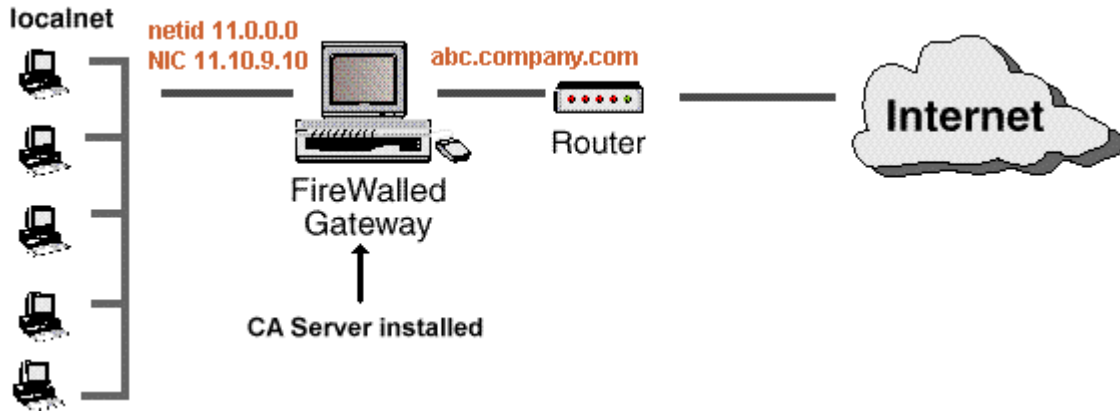 localnet
netid 11.0.0.0
NIC 11.10.9.10
abc.company.com
Router
Internet
FireWalled
Gateway
CA Server installed